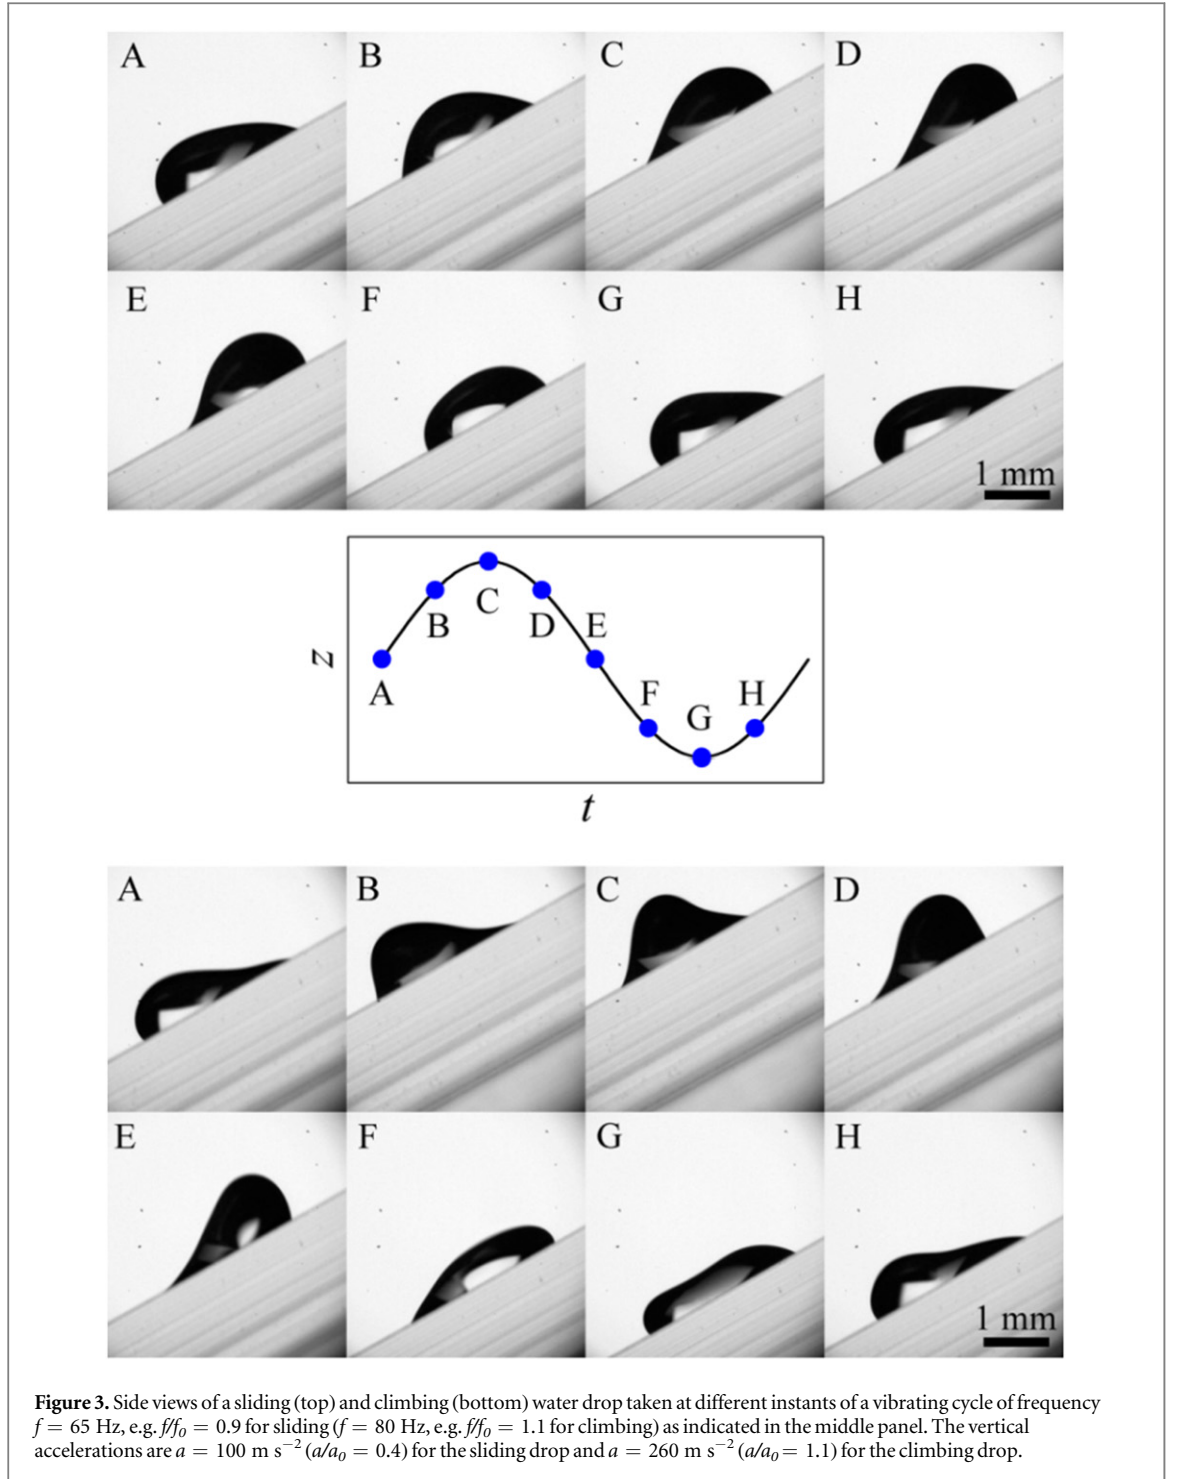 A B C D
E F G H
1 mm
z
A B C D E F G H
t
A B C D
E F G H
1 mm
Figure 3. Side views of a sliding (top) and climbing (bottom) water drop taken at different instants of a vibrating cycle of frequency
f = 65 Hz, e.g. f/f₀ = 0.9 for sliding (f = 80 Hz, e.g. f/f₀ = 1.1 for climbing) as indicated in the middle panel. The vertical
accelerations are a = 100 m s⁻² (a/a₀ = 0.4) for the sliding drop and a = 260 m s⁻² (a/a₀ = 1.1) for the climbing drop.